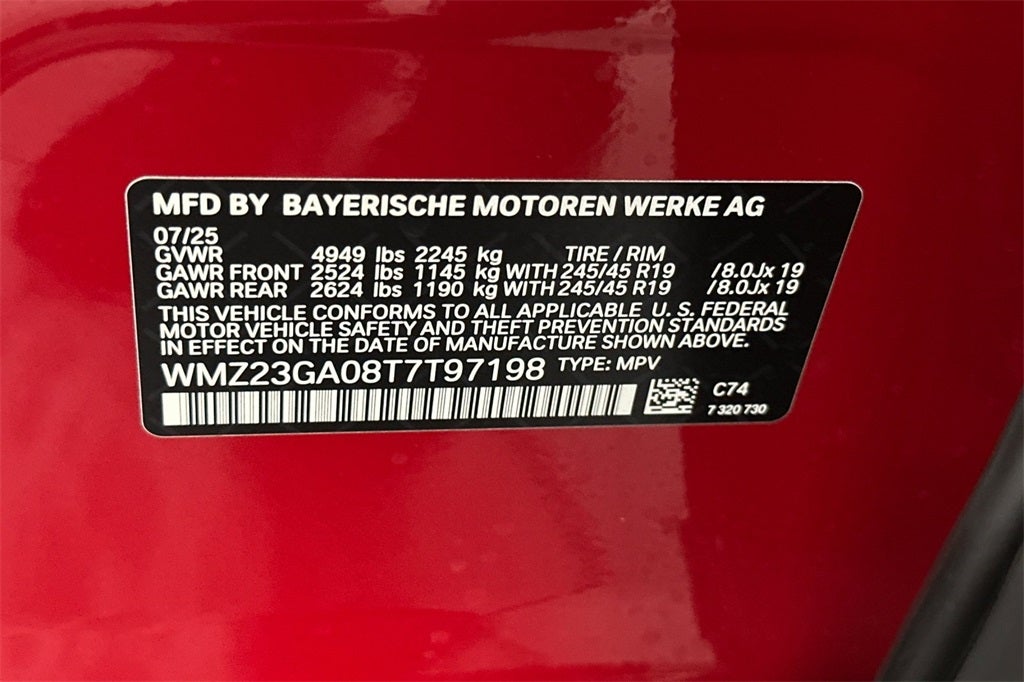 MFD BY BAYERISCHE MOTOREN WERKE AG
07/25
GVWR 4949 lbs 2245 kg TIRE / RIM
GAWR FRONT 2524 lbs 1145 kg WITH 245/45 R19 /8.0Jx 19
GAWR REAR 2624 lbs 1190 kg WITH 245/45 R19 /8.0Jx 19
THIS VEHICLE CONFORMS TO ALL APPLICABLE U. S. FEDERAL
MOTOR VEHICLE SAFETY AND THEFT PREVENTION STANDARDS
IN EFFECT ON THE DATE OF MANUFACTURE SHOWN ABOVE.
WMZ23GA08T7T97198 TYPE: MPV
C74
7 320 730